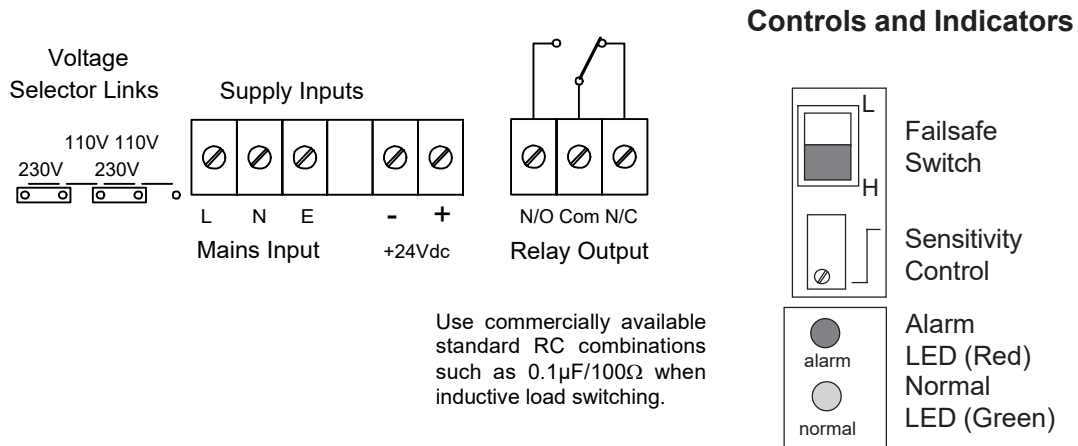 Controls and Indicators
Voltage
Selector Links
Supply Inputs
110V 110V
230V 230V
L N E - +
Mains Input +24Vdc
N/O Com N/C
Relay Output
Use commercially available
standard RC combinations
such as 0.1µF/100Ω when
inductive load switching.
L
Failsafe
Switch
H
Sensitivity
Control
Alarm
LED (Red)
alarm
Normal
LED (Green)
normal